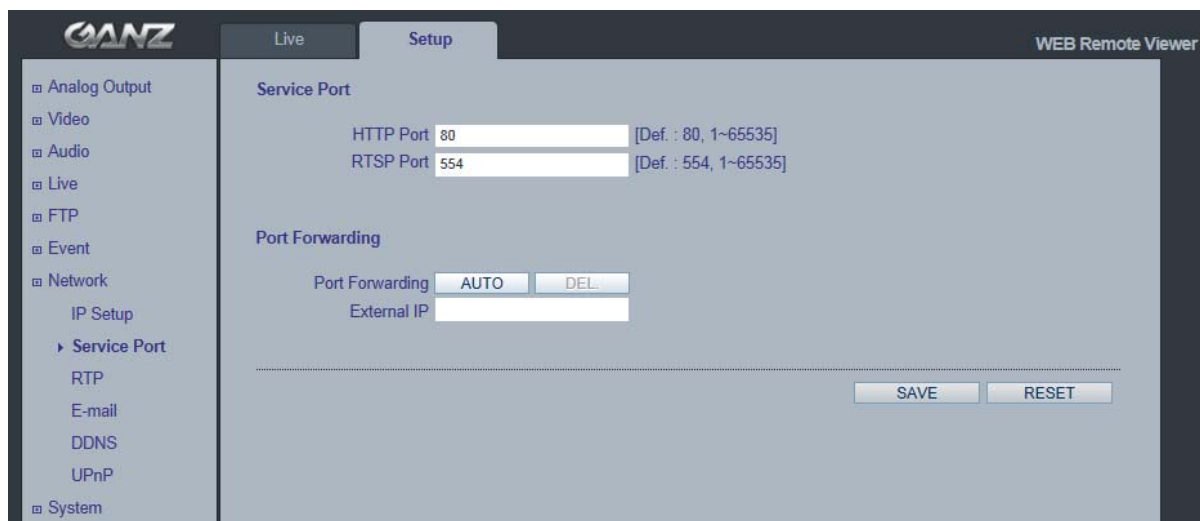 GANZ
Live
Setup
WEB Remote Viewer
Analog Output
Video
Audio
Live
FTP
Event
Network
IP Setup
Service Port
RTP
E-mail
DDNS
UPnP
System
Service Port
HTTP Port 80 [Def. : 80, 1~65535]
RTSP Port 554 [Def. : 554, 1~65535]
Port Forwarding
Port Forwarding AUTO DEL.
External IP
SAVE RESET